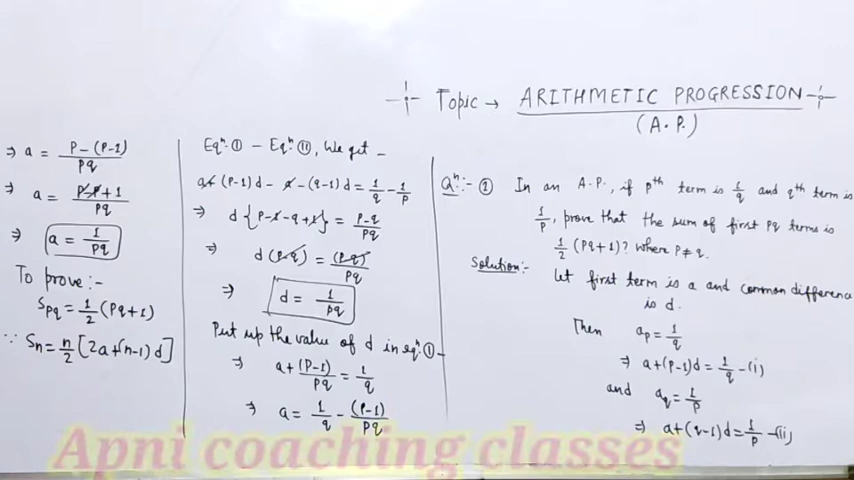 Topic → ARITHMETIC PROGRESSION
(A.P.)
Qⁿ:- ② In an A.P., if pᵗʰ term is 1/q and qᵗʰ term is
1/p, prove that the sum of first pq terms is
1/2 (pq+1)? where p≠q.
Solution:-
Let first term is a and common difference
is d.
Then aₚ = 1/q
⇒ a+(p-1)d = 1/q -(i)
and a_q = 1/p
⇒ a+(q-1)d = 1/p -(ii)
Eqⁿ.① - Eqⁿ.②, We get -
a+(p-1)d - a -(q-1)d = 1/q - 1/p
⇒ d{p-1-q+1} = p-q/pq
⇒ d(p-q) = (p-q)/pq
⇒ d = 1/pq
Put up the value of d in eqⁿ.① -
⇒ a+(p-1)/pq = 1/q
⇒ a = 1/q - (p-1)/pq
⇒ a = p-(p-1)/pq
⇒ a = p-p+1/pq
⇒ a = 1/pq
To prove:-
S_pq = 1/2 (pq+1)
∵ Sₙ = n/2 [2a+(n-1)d]
Apni coaching classes